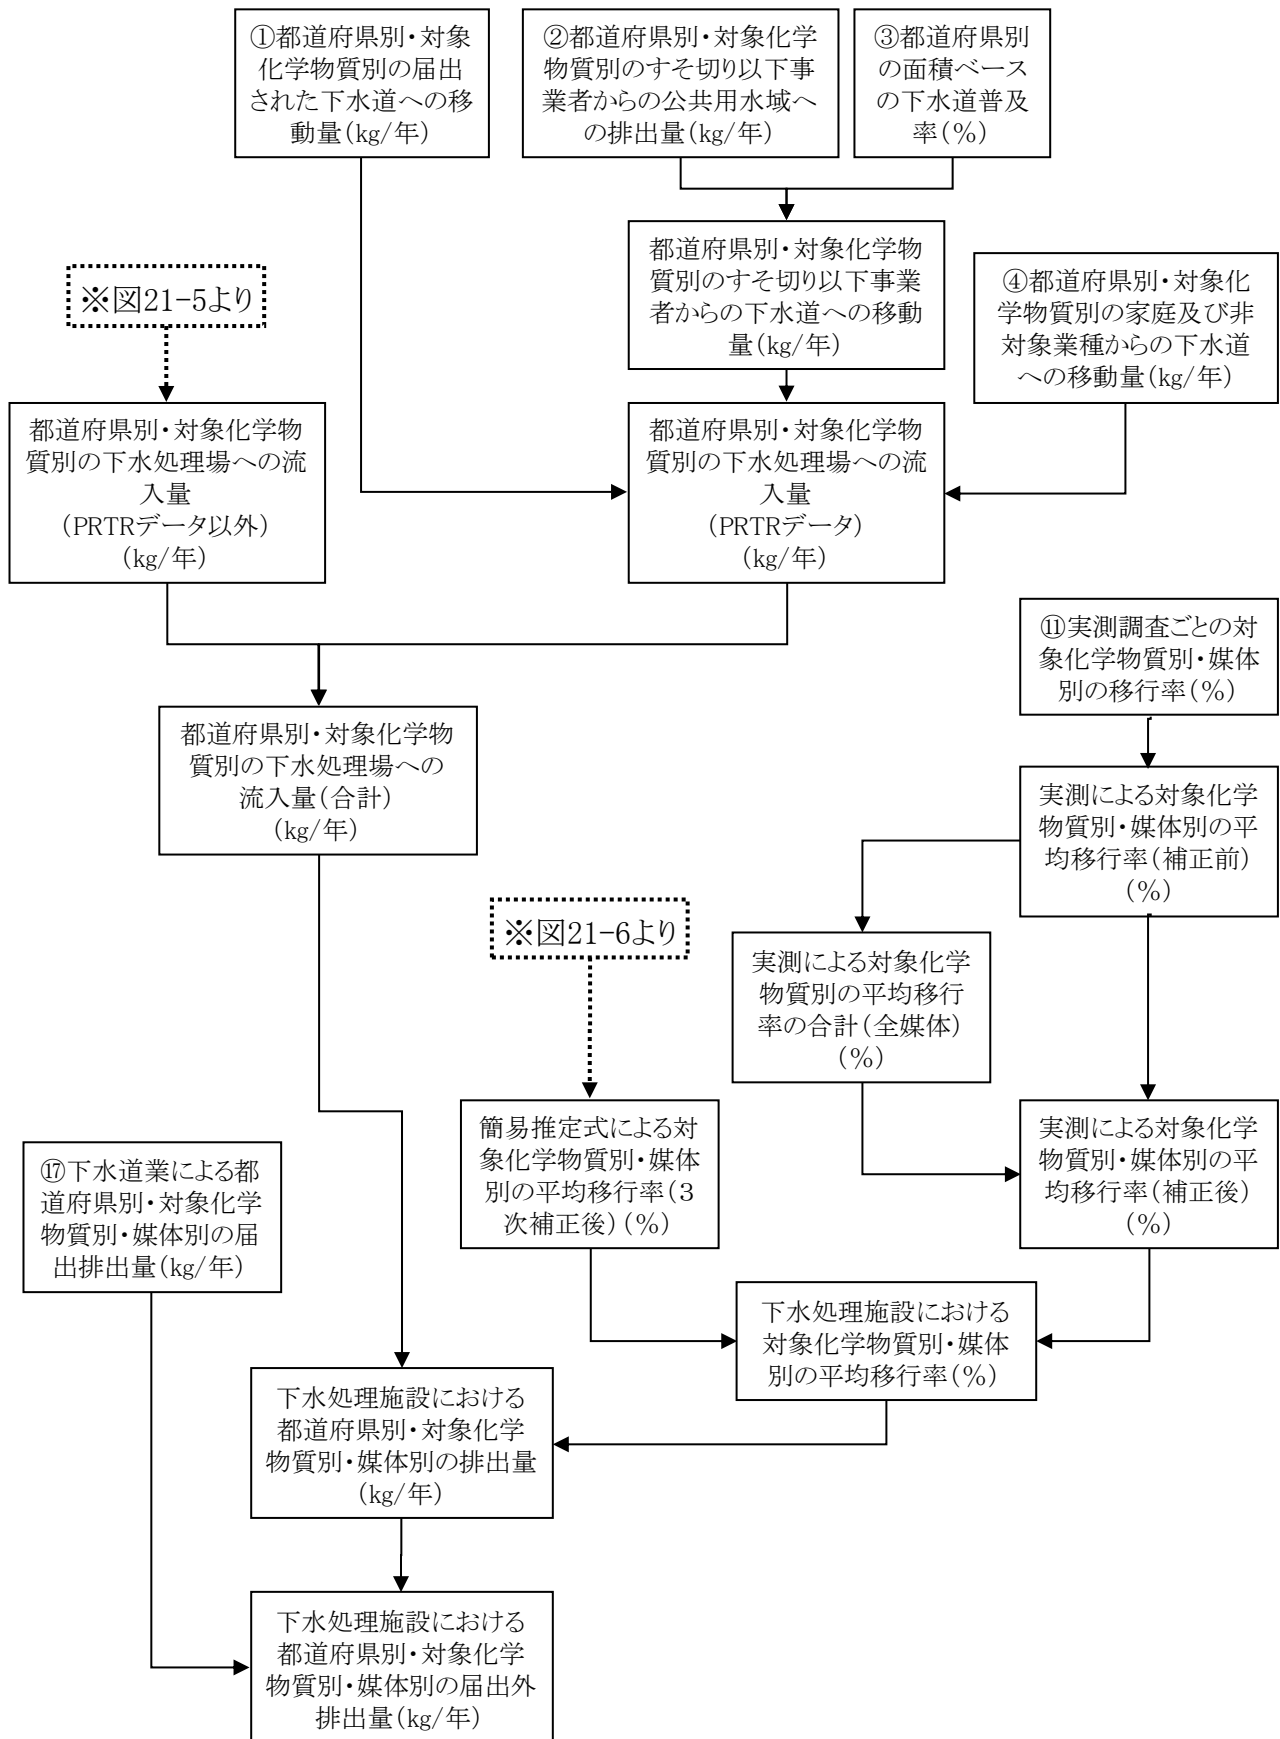 ①都道府県別・対象
化学物質別の届出
された下水道への移
動量(kg/年)
②都道府県別・対象化学
物質別のすそ切り以下事
業者からの公共用水域へ
の排出量(kg/年)
③都道府県別
の面積ベース
の下水道普及
率(%)
都道府県別・対象化学物
質別のすそ切り以下事業
者からの下水道への移動
量(kg/年)
④都道府県別・対象化
学物質別の家庭及び非
対象業種からの下水道
への移動量(kg/年)
※図21-5より
都道府県別・対象化学物
質別の下水処理場への流
入量
(PRTRデータ以外)
(kg/年)
都道府県別・対象化学物
質別の下水処理場への流
入量
(PRTRデータ)
(kg/年)
⑪実測調査ごとの対
象化学物質別・媒体
別の移行率(%)
都道府県別・対象化学物
質別の下水処理場への
流入量(合計)
(kg/年)
実測による対象化学
物質別・媒体別の平
均移行率(補正前)
(%)
※図21-6より
実測による対象化学
物質別の平均移行
率の合計(全媒体)
(%)
簡易推定式による対
象化学物質別・媒体
別の平均移行率(3
次補正後)(%)
実測による対象化学
物質別・媒体別の平
均移行率(補正後)
(%)
⑰下水道業による都
道府県別・対象化学
物質別・媒体別の届
出排出量(kg/年)
下水処理施設における
対象化学物質別・媒体
別の平均移行率(%)
下水処理施設における
都道府県別・対象化学
物質別・媒体別の排出量
(kg/年)
下水処理施設における
都道府県別・対象化学
物質別・媒体別の届出外
排出量(kg/年)